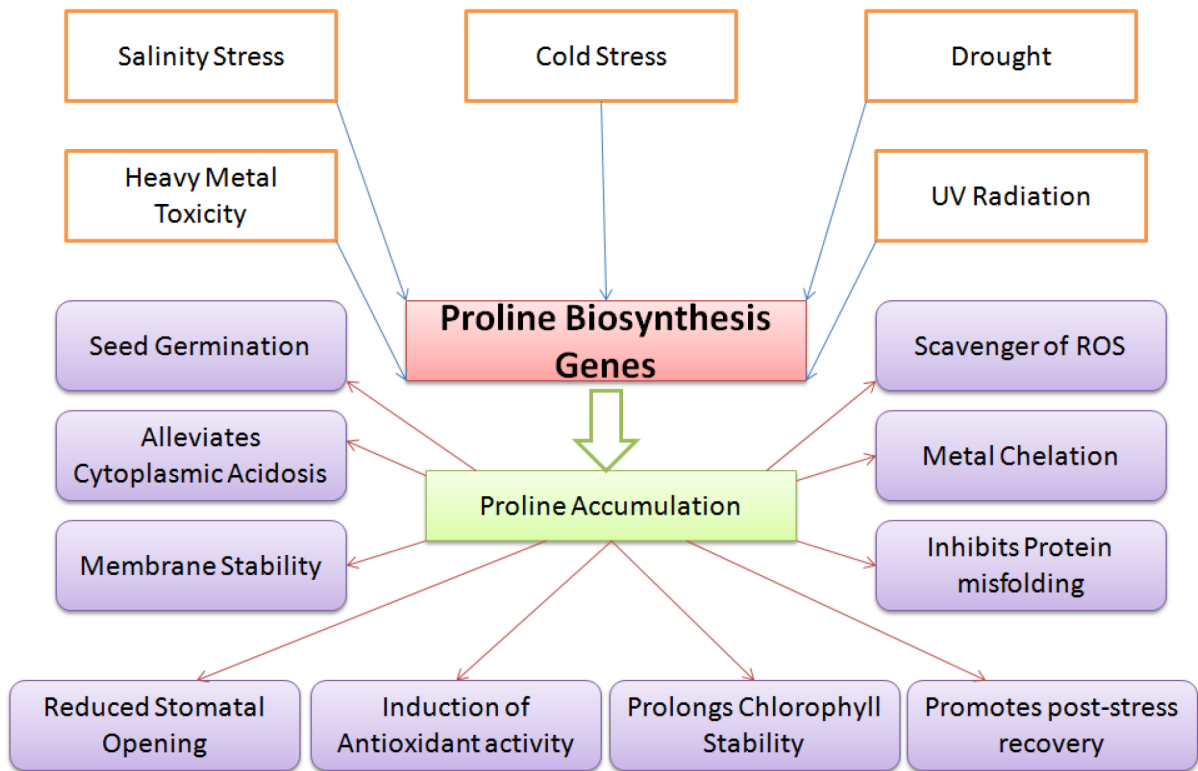 Salinity Stress
Cold Stress
Drought
Heavy Metal
Toxicity
UV Radiation
Proline Biosynthesis
Genes
Seed Germination
Scavenger of ROS
Alleviates
Cytoplasmic Acidosis
Metal Chelation
Proline Accumulation
Membrane Stability
Inhibits Protein
misfolding
Reduced Stomatal
Opening
Induction of
Antioxidant activity
Prolongs Chlorophyll
Stability
Promotes post-stress
recovery